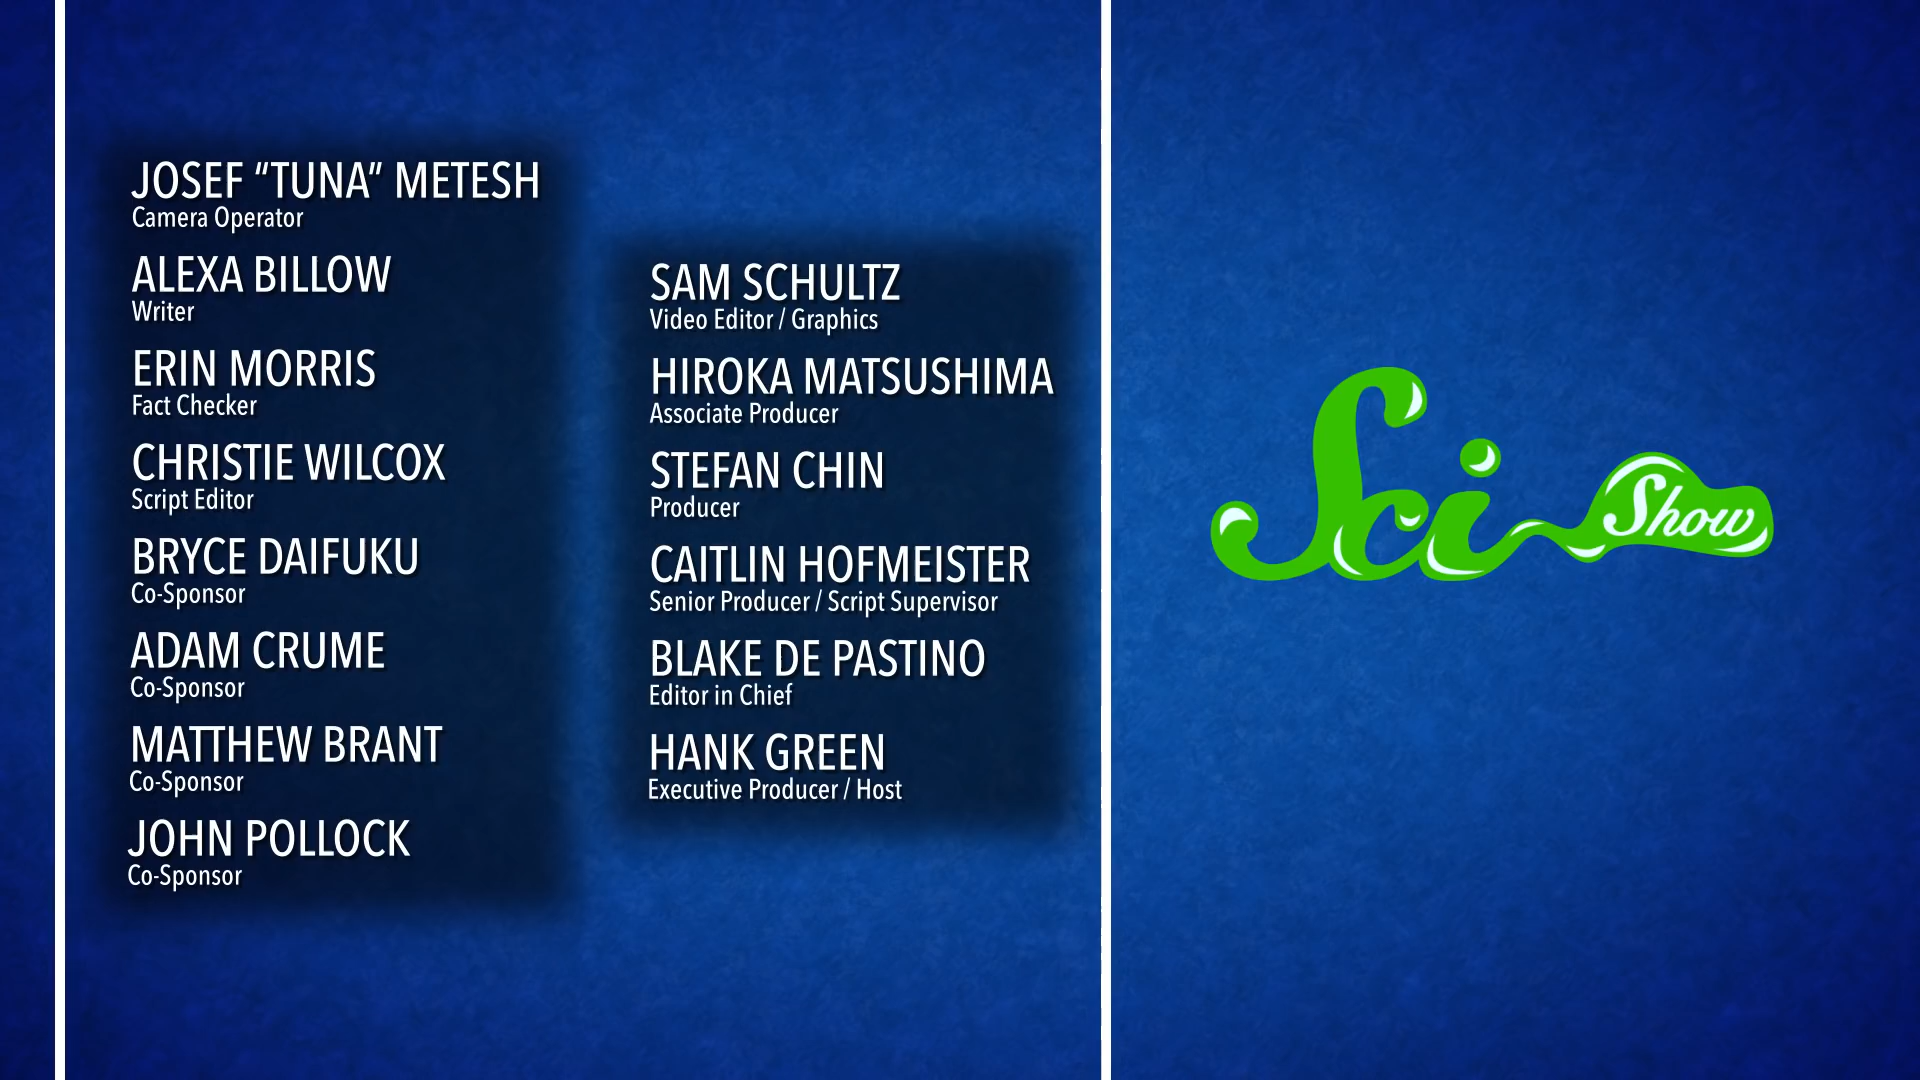 JOSEF “TUNA” METESH
Camera Operator
ALEXA BILLOW
Writer
ERIN MORRIS
Fact Checker
CHRISTIE WILCOX
Script Editor
BRYCE DAIFUKU
Co-Sponsor
ADAM CRUME
Co-Sponsor
MATTHEW BRANT
Co-Sponsor
JOHN POLLOCK
Co-Sponsor
SAM SCHULTZ
Video Editor / Graphics
HIROKA MATSUSHIMA
Associate Producer
STEFAN CHIN
Producer
CAITLIN HOFMEISTER
Senior Producer / Script Supervisor
BLAKE DE PASTINO
Editor in Chief
HANK GREEN
Executive Producer / Host
Sci Show